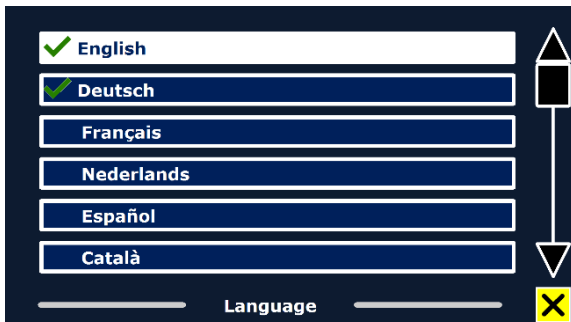 English
Deutsch
Français
Nederlands
Español
Català
Language